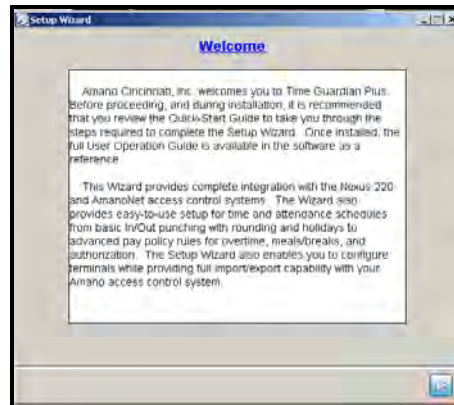 Setup Wizard
Welcome
Amano Cincinnati, Inc. welcomes you to Time Guardian Plus.
Before proceeding, and during installation, it is recommended
that you review the Quick-Start Guide to take you through the
steps required to complete the Setup Wizard. Once installed, the
full User Operation Guide is available in the software as a
reference.
This Wizard provides complete integration with the Nexus 220
and AmanoNet access control systems. The Wizard also
provides easy-to-use setup for time and attendance schedules
from basic In/Out punching with rounding and holidays to
advanced pay policy rules for overtime, meals/breaks, and
authorization. The Setup Wizard also enables you to configure
terminals while providing full import/export capability with your
Amano access control system.